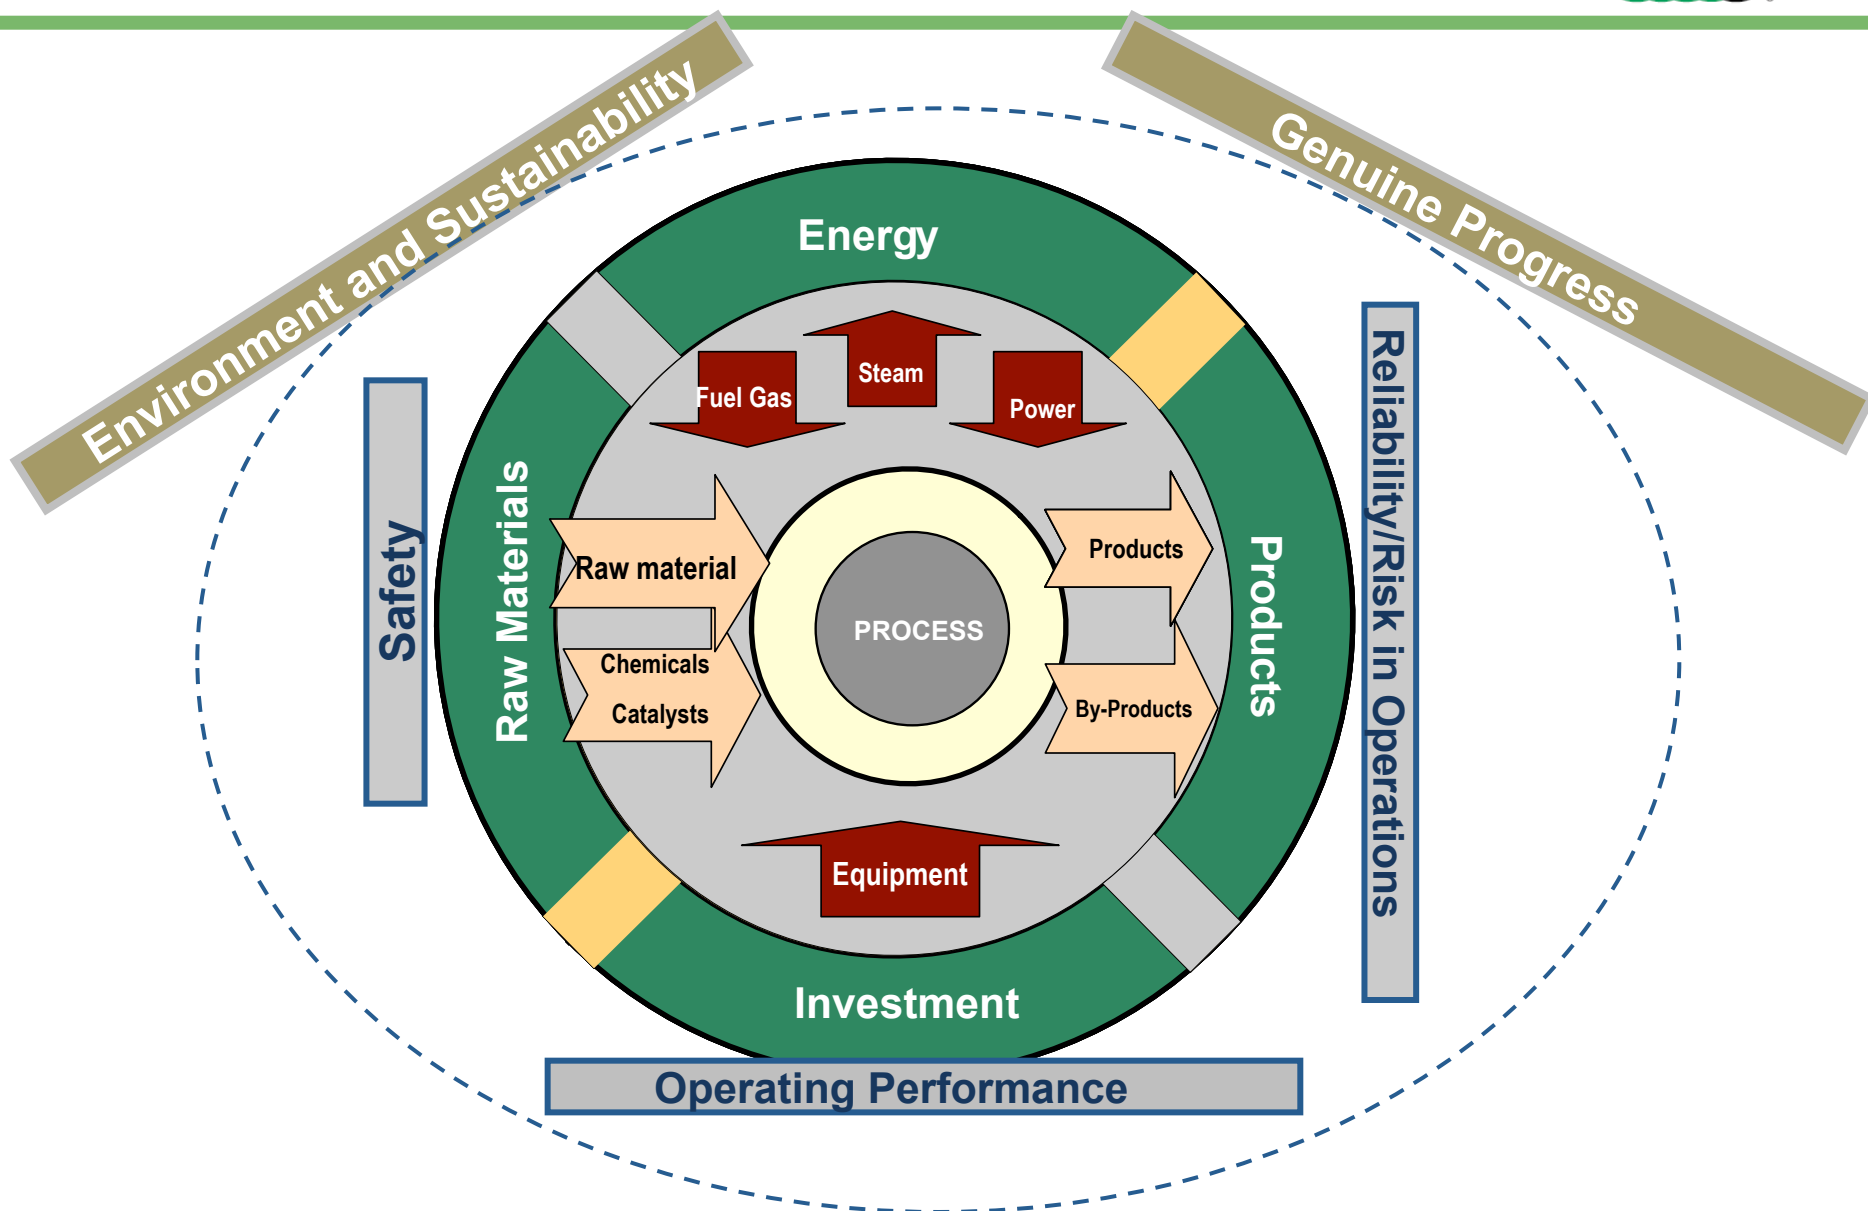 Environment and Sustainability
Genuine Progress
Energy
Steam
Fuel Gas
Power
Safety
Raw Materials
Raw material
Chemicals
Catalysts
PROCESS
Products
By-Products
Products
Reliability/Risk in Operations
Equipment
Investment
Operating Performance